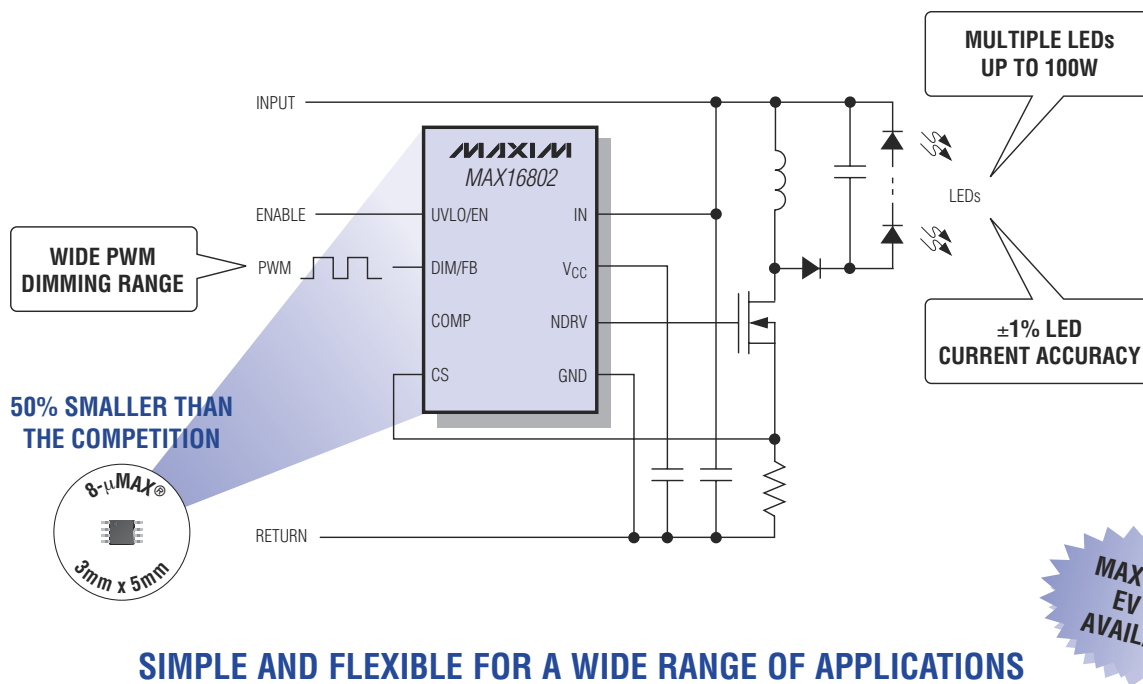 MULTIPLE LEDs
UP TO 100W
INPUT
MAXIM
MAX16802
LEDs
ENABLE
UVLO/EN
IN
WIDE PWM
DIMMING RANGE
PWM
DIM/FB
VCC
COMP
NDRV
±1% LED
CURRENT ACCURACY
CS
GND
50% SMALLER THAN
THE COMPETITION
8-µMAX®
3mm x 5mm
RETURN
EV
SIMPLE AND FLEXIBLE FOR A WIDE RANGE OF APPLICATIONS